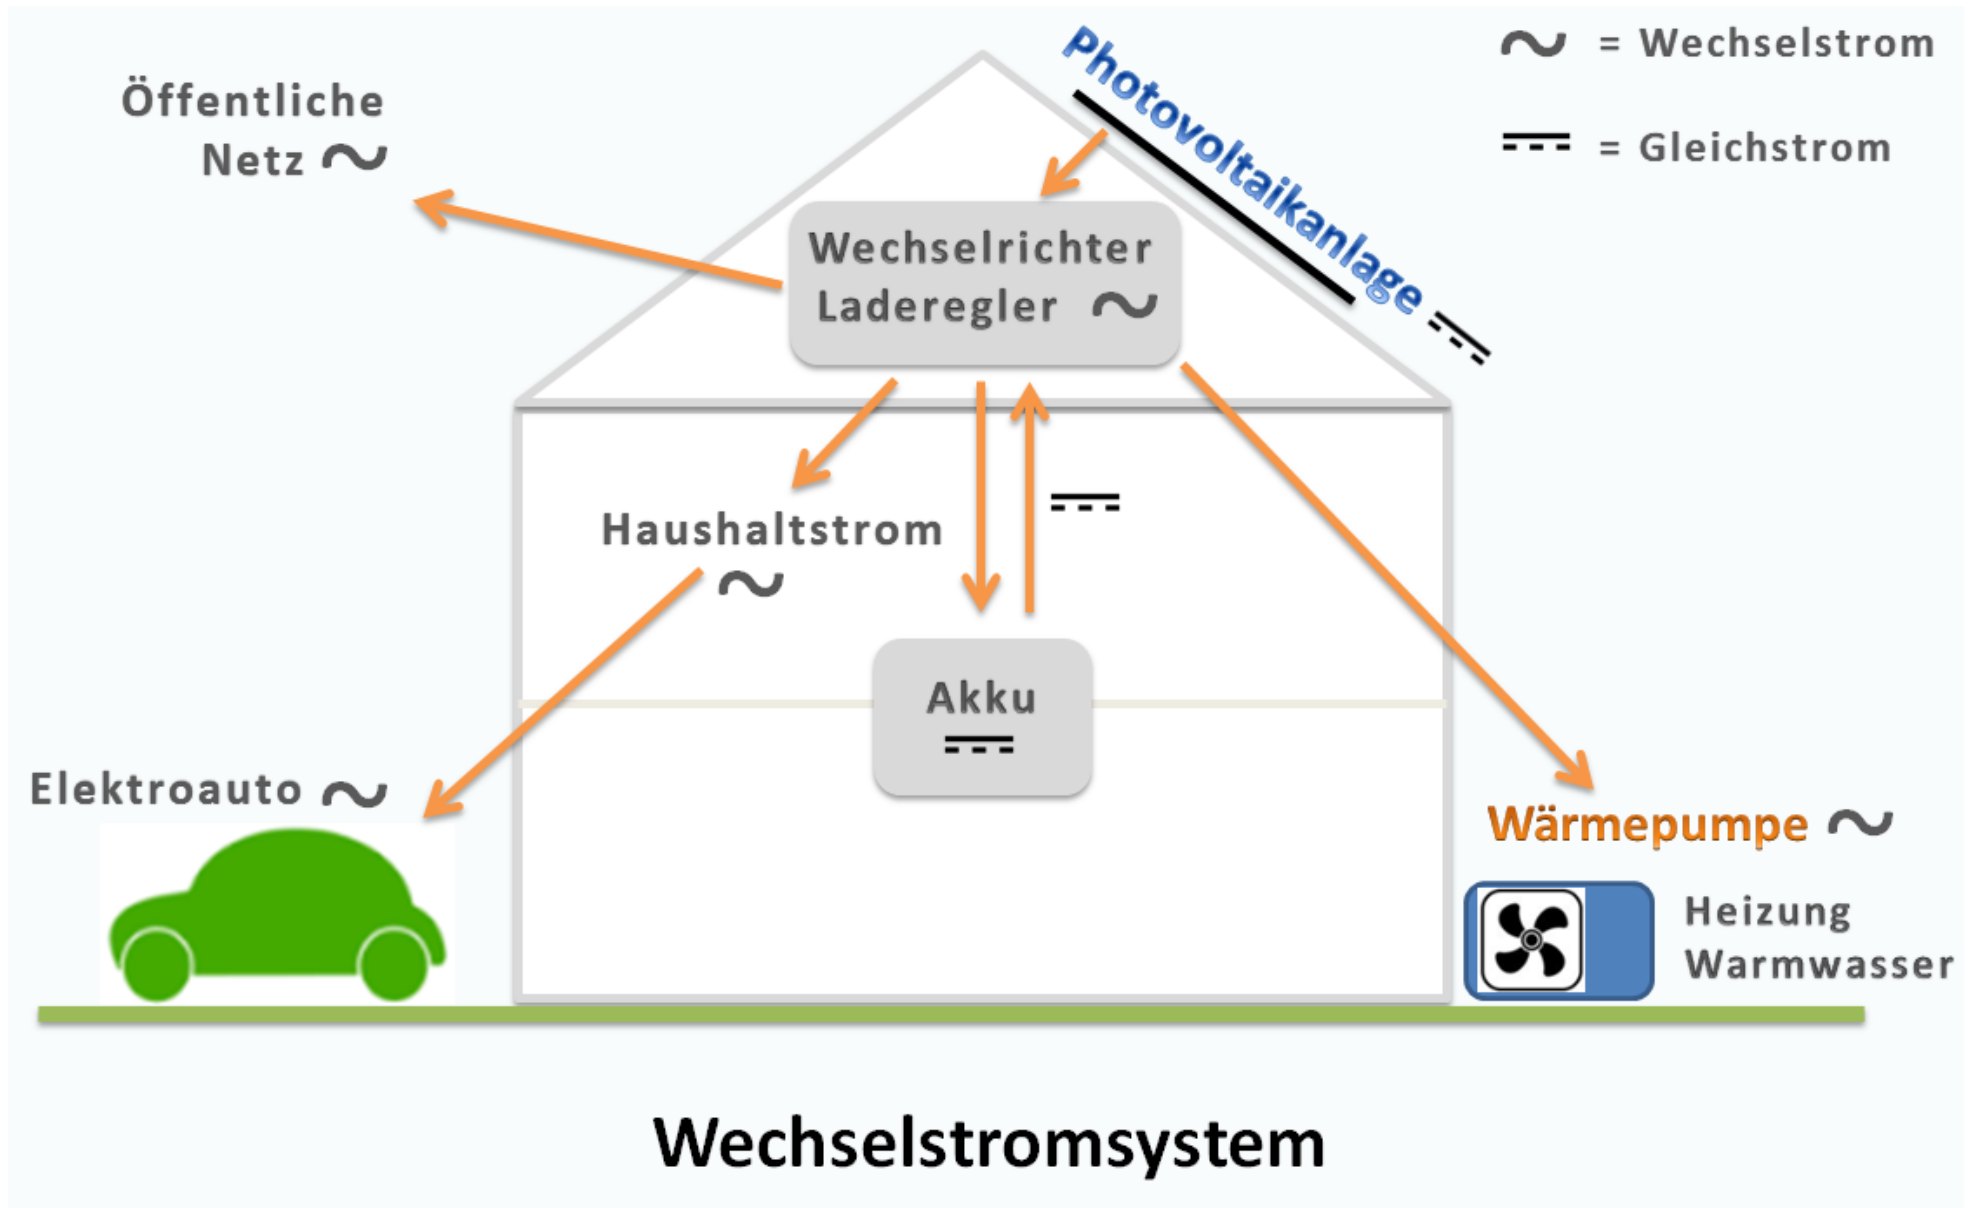 Öffentliche
Netz
Photovoltaikanlage
= Wechselstrom
= Gleichstrom
Wechselrichter
Laderegler
Haushaltstrom
Akku
Elektroauto
Wärmepumpe
Heizung
Warmwasser
Wechselstromsystem